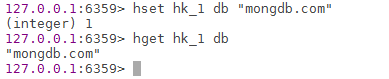 127.0.0.1:6359> hset hk_1 db "mongdb.com"
(integer) 1
127.0.0.1:6359> hget hk_1 db
"mongdb.com"
127.0.0.1:6359>